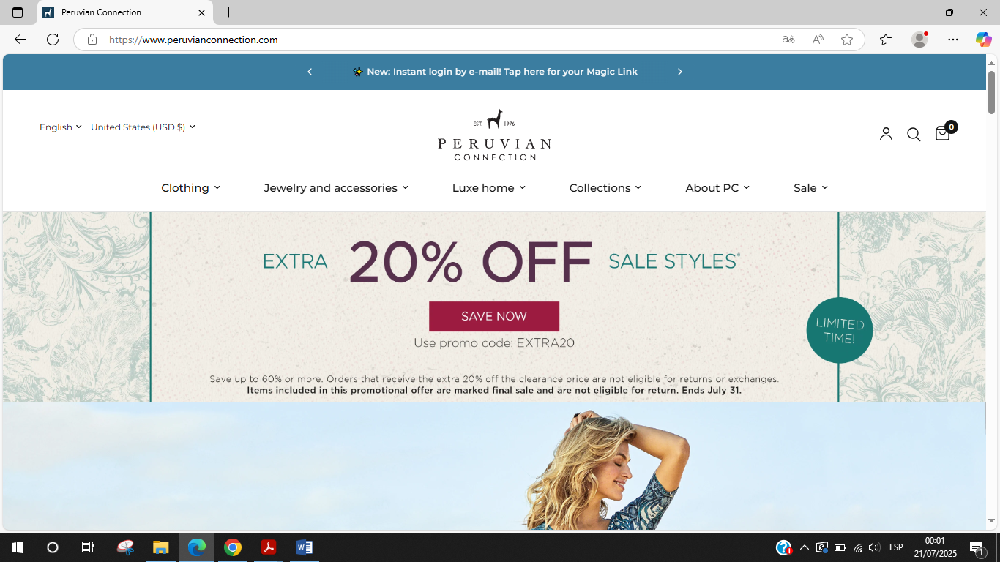 Peruvian Connection
https://www.peruvianconnection.com
✨ New: Instant login by e-mail! Tap here for your Magic Link
English
United States (USD $)
EST. 1976
PERUVIAN
CONNECTION
0
Clothing
Jewelry and accessories
Luxe home
Collections
About PC
Sale
EXTRA 20% OFF SALE STYLES*
SAVE NOW
Use promo code: EXTRA20
LIMITED
TIME!
Save up to 60% or more. Orders that receive the extra 20% off the clearance price are not eligible for returns or exchanges.
Items included in this promotional offer are marked final sale and are not eligible for return. Ends July 31.
ESP
00:01
21/07/2025
1